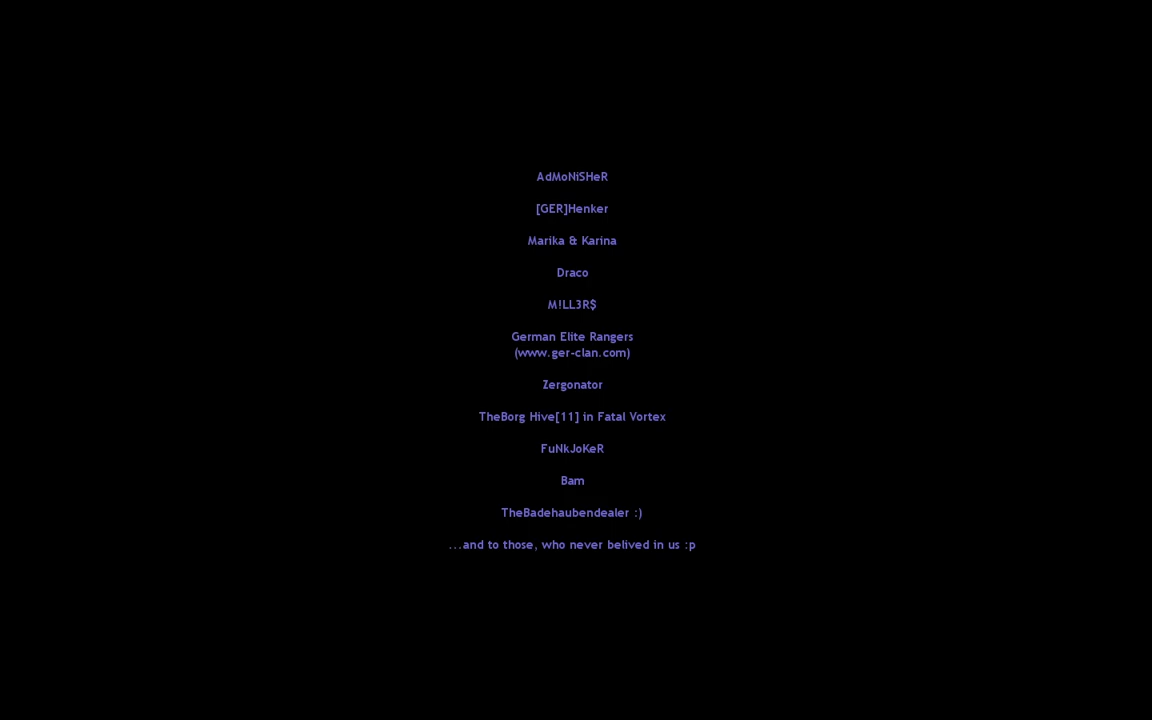 AdMoNiSHeR
[GER]Henker
Marika & Karina
Draco
M!LL3R$
German Elite Rangers
(www.ger-clan.com)
Zergonator
TheBorg Hive[11] in Fatal Vortex
FuNkJoKeR
Bam
TheBadehaubendealer :)
...and to those, who never belived in us :p